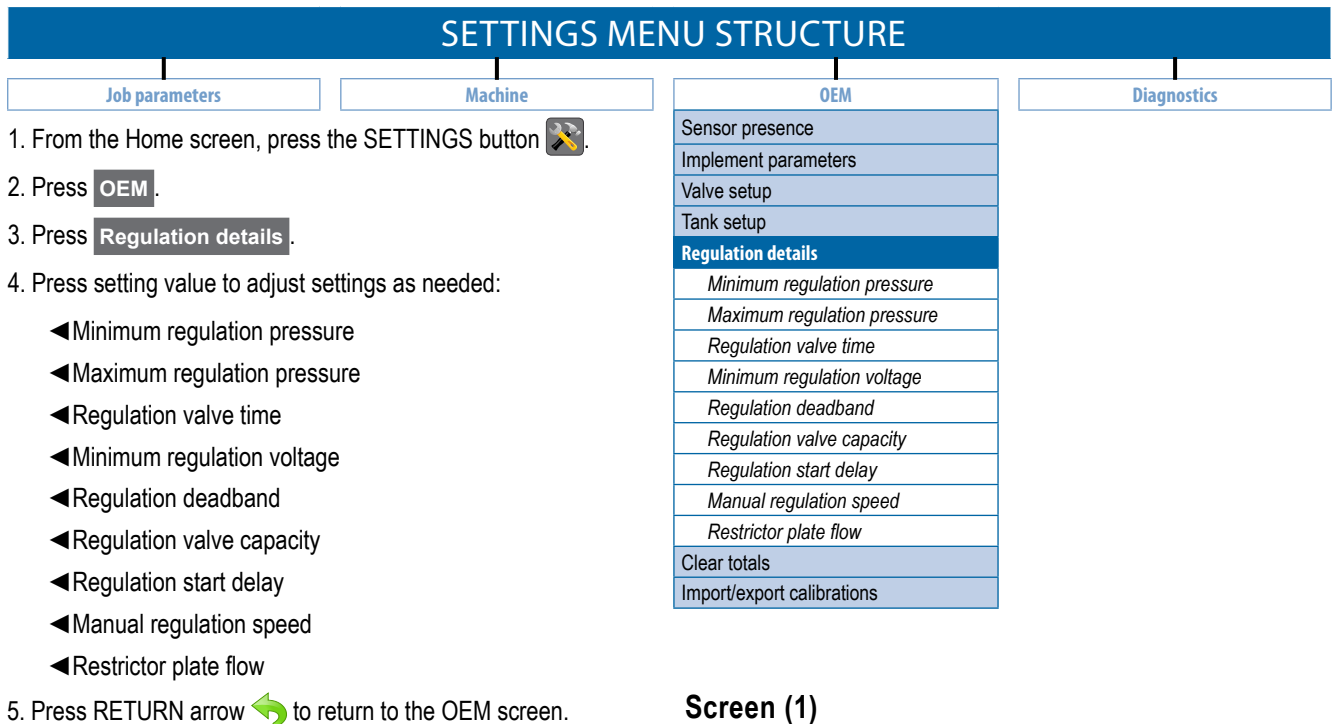 SETTINGS MENU STRUCTURE
Job parameters
Machine
OEM
Diagnostics
1. From the Home screen, press the SETTINGS button .
2. Press OEM .
3. Press Regulation details .
4. Press setting value to adjust settings as needed:
◄Minimum regulation pressure
◄Maximum regulation pressure
◄Regulation valve time
◄Minimum regulation voltage
◄Regulation deadband
◄Regulation valve capacity
◄Regulation start delay
◄Manual regulation speed
◄Restrictor plate flow
5. Press RETURN arrow to return to the OEM screen.
Sensor presence
Implement parameters
Valve setup
Tank setup
Regulation details
Minimum regulation pressure
Maximum regulation pressure
Regulation valve time
Minimum regulation voltage
Regulation deadband
Regulation valve capacity
Regulation start delay
Manual regulation speed
Restrictor plate flow
Clear totals
Import/export calibrations
Screen (1)